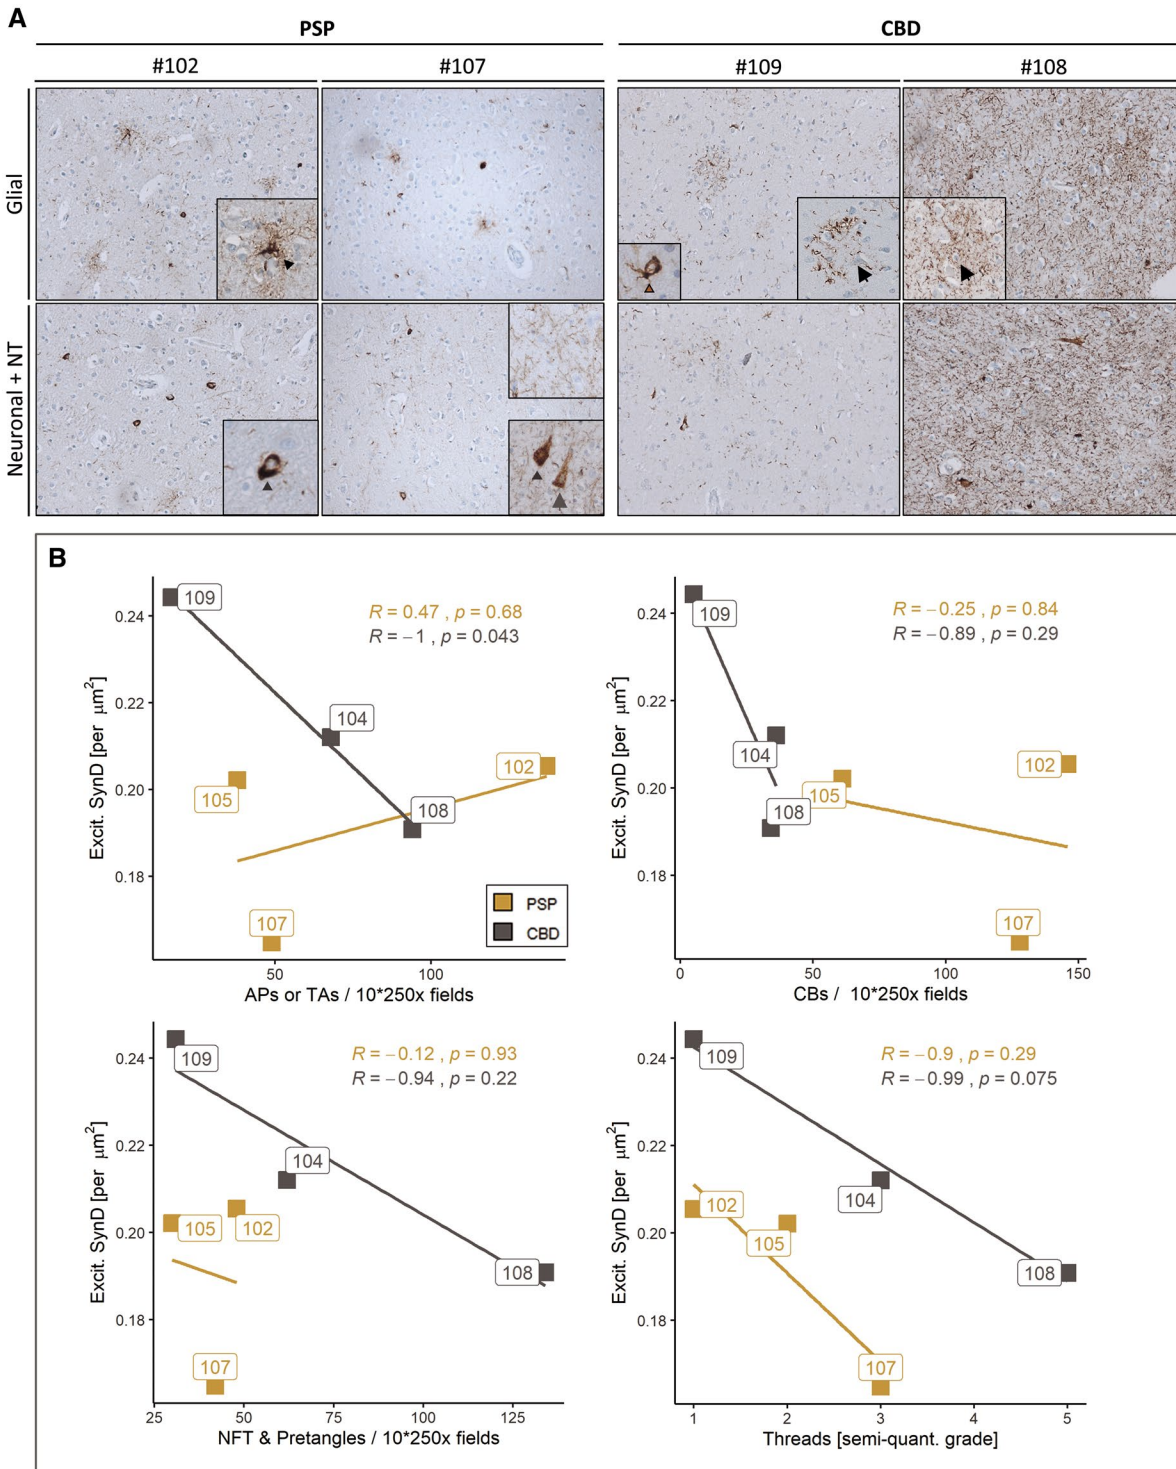 A
PSP
CBD
#102
#107
#109
#108
Glial
Neuronal + NT
B
109
104
108
105
102
107
R = −0.47 , p = 0.68
R = −1 , p = 0.043
0.24
0.22
0.20
0.18
Excit. SynD [per μm²]
PSP
CBD
50
100
APs or TAs / 10*250x fields
109
104
108
105
102
107
R = −0.25 , p = 0.84
R = −0.89 , p = 0.29
0.24
0.22
0.20
0.18
Excit. SynD [per μm²]
0
50
100
150
CBs / 10*250x fields
109
104
105
102
108
107
R = −0.12 , p = 0.93
R = −0.94 , p = 0.22
0.24
0.22
0.20
0.18
Excit. SynD [per μm²]
25
50
75
100
125
NFT & Pretangles / 10*250x fields
109
102
104
105
108
107
R = −0.9 , p = 0.29
R = −0.99 , p = 0.075
0.24
0.22
0.20
0.18
Excit. SynD [per μm²]
1
2
3
4
5
Threads [semi-quant. grade]